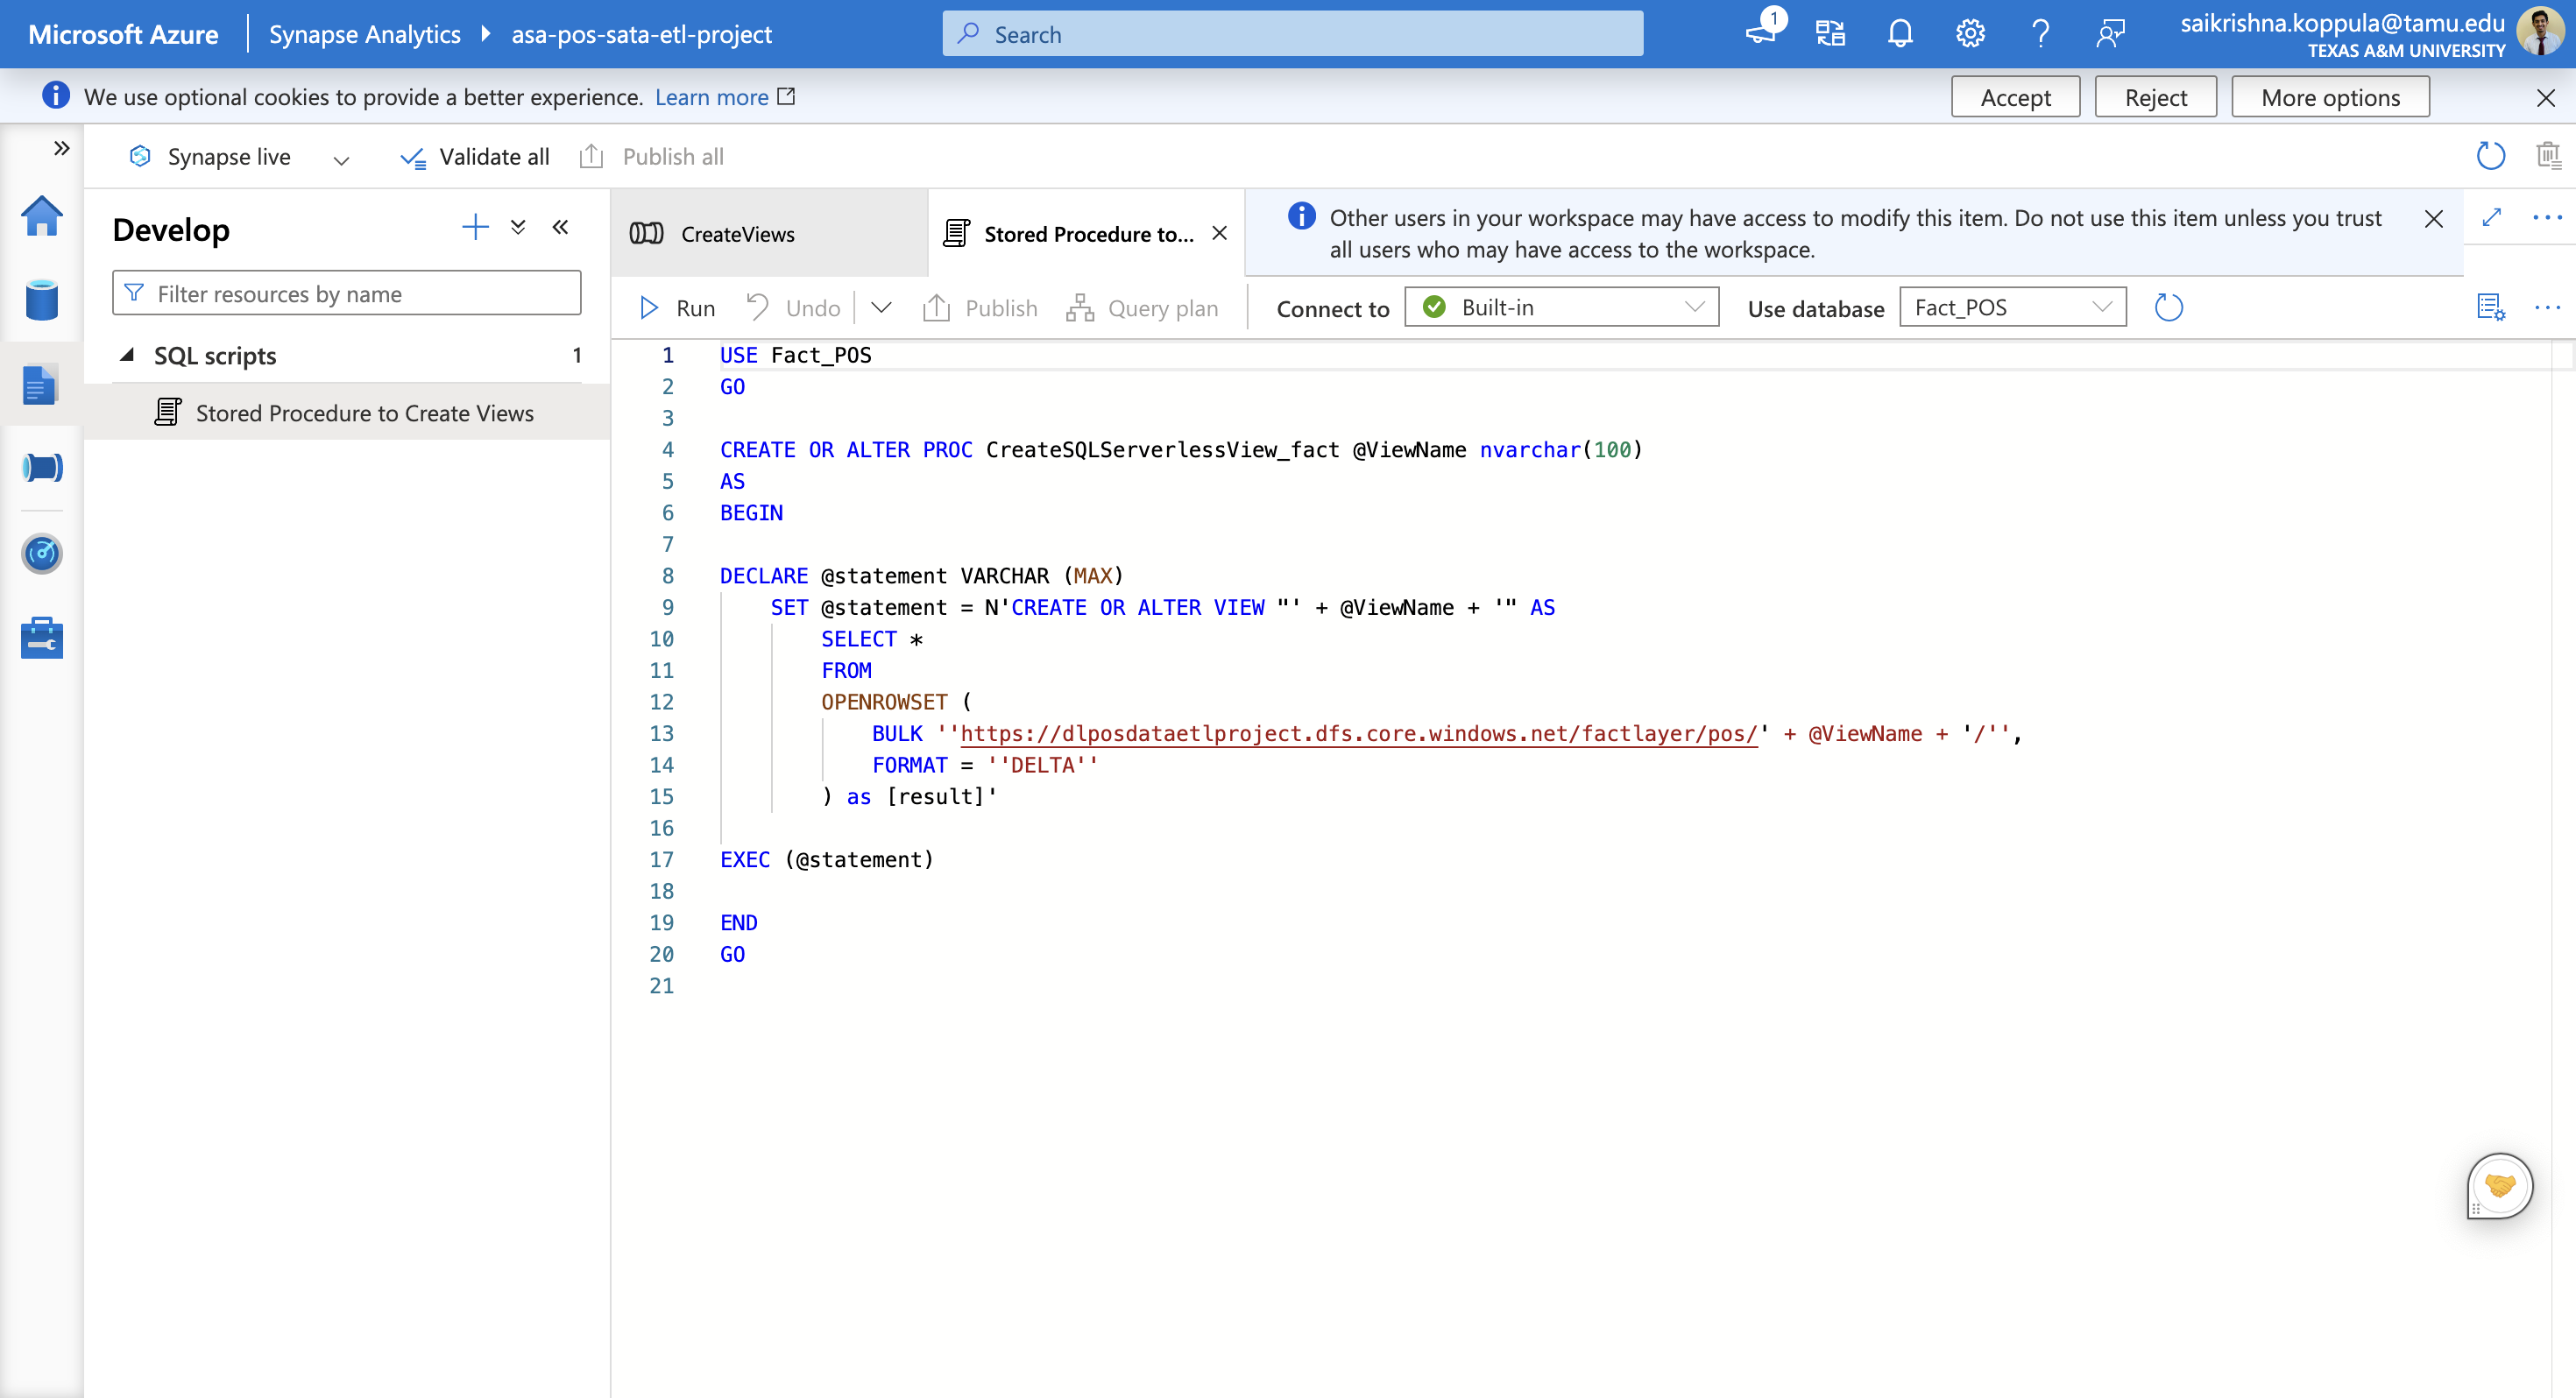 Microsoft Azure
Synapse Analytics
asa-pos-sata-etl-project
Search
1
saikrishna.koppula@tamu.edu
TEXAS A&M UNIVERSITY
We use optional cookies to provide a better experience. Learn more
Accept
Reject
More options
Synapse live
Validate all
Publish all
Develop
Filter resources by name
SQL scripts 1
Stored Procedure to Create Views
CreateViews
Stored Procedure to...
Other users in your workspace may have access to modify this item. Do not use this item unless you trust
all users who may have access to the workspace.
Run
Undo
Publish
Query plan
Connect to
Built-in
Use database
Fact_POS
1 USE Fact_POS
2 GO
3
4 CREATE OR ALTER PROC CreateSQLServerlessView_fact @ViewName nvarchar(100)
5 AS
6 BEGIN
7
8 DECLARE @statement VARCHAR (MAX)
9 SET @statement = N'CREATE OR ALTER VIEW "' + @ViewName + '" AS
10 SELECT *
11 FROM
12 OPENROWSET (
13 BULK ''https://dlposdataetlproject.dfs.core.windows.net/factlayer/pos/' + @ViewName + '/'',
14 FORMAT = ''DELTA''
15 ) as [result]'
16
17 EXEC (@statement)
18
19 END
20 GO
21